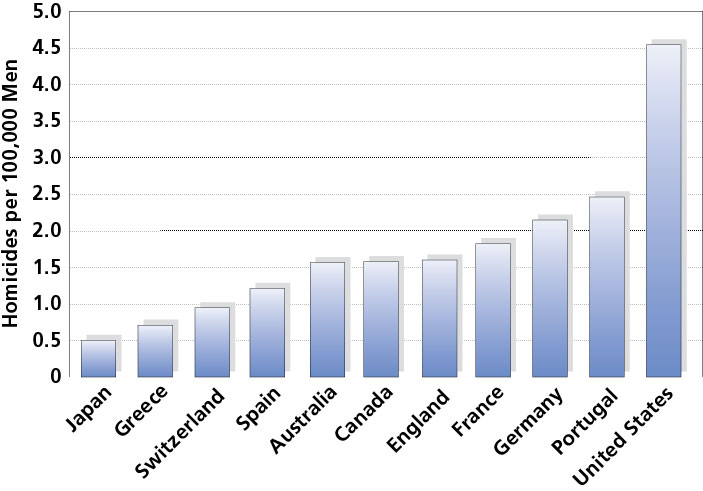 Homicides per 100,000 Men
5.0
4.5
4.0
3.5
3.0
2.5
2.0
1.5
1.0
0.5
0
Japan
Greece
Switzerland
Spain
Australia
Canada
England
France
Germany
Portugal
United States